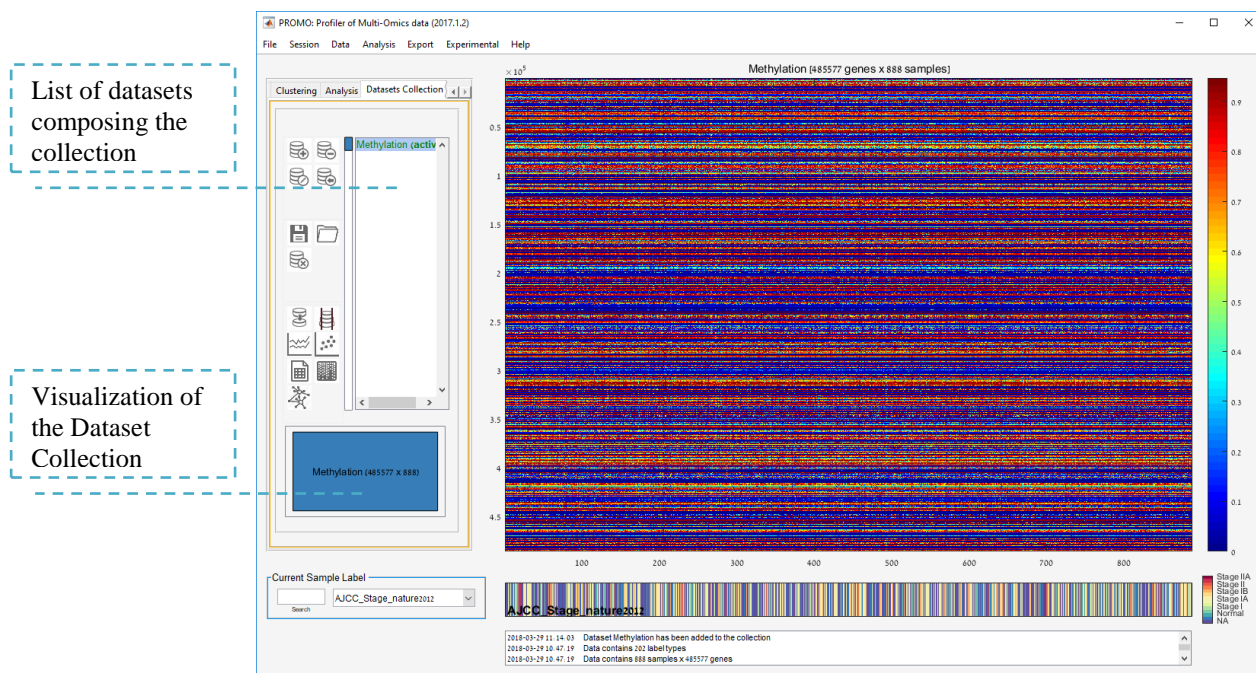 PROMO: Profiler of Multi-Omics data (2017.1.2)
File Session Data Analysis Export Experimental Help
List of datasets
composing the
collection
Visualization of
the Dataset
Collection
Clustering Analysis Datasets Collection
Methylation (activ
Methylation (485577 x 888)
Current Sample Label
Search
AJCC_Stage_nature2012
Methylation [485577 genes x 888 samples]
× 10^5
0.5
1
1.5
2
2.5
3
3.5
4
4.5
100 200 300 400 500 600 700 800
0.9
0.8
0.7
0.6
0.5
0.4
0.3
0.2
0.1
0
AJCC_Stage_nature2012
Stage IIA
Stage II
Stage IB
Stage IA
Stage I
Normal
NA
2018-03-29 11.14.03 Dataset Methylation has been added to the collection
2018-03-29 10.47.19 Data contains 202 label types
2018-03-29 10.47.19 Data contains 888 samples x 485577 genes